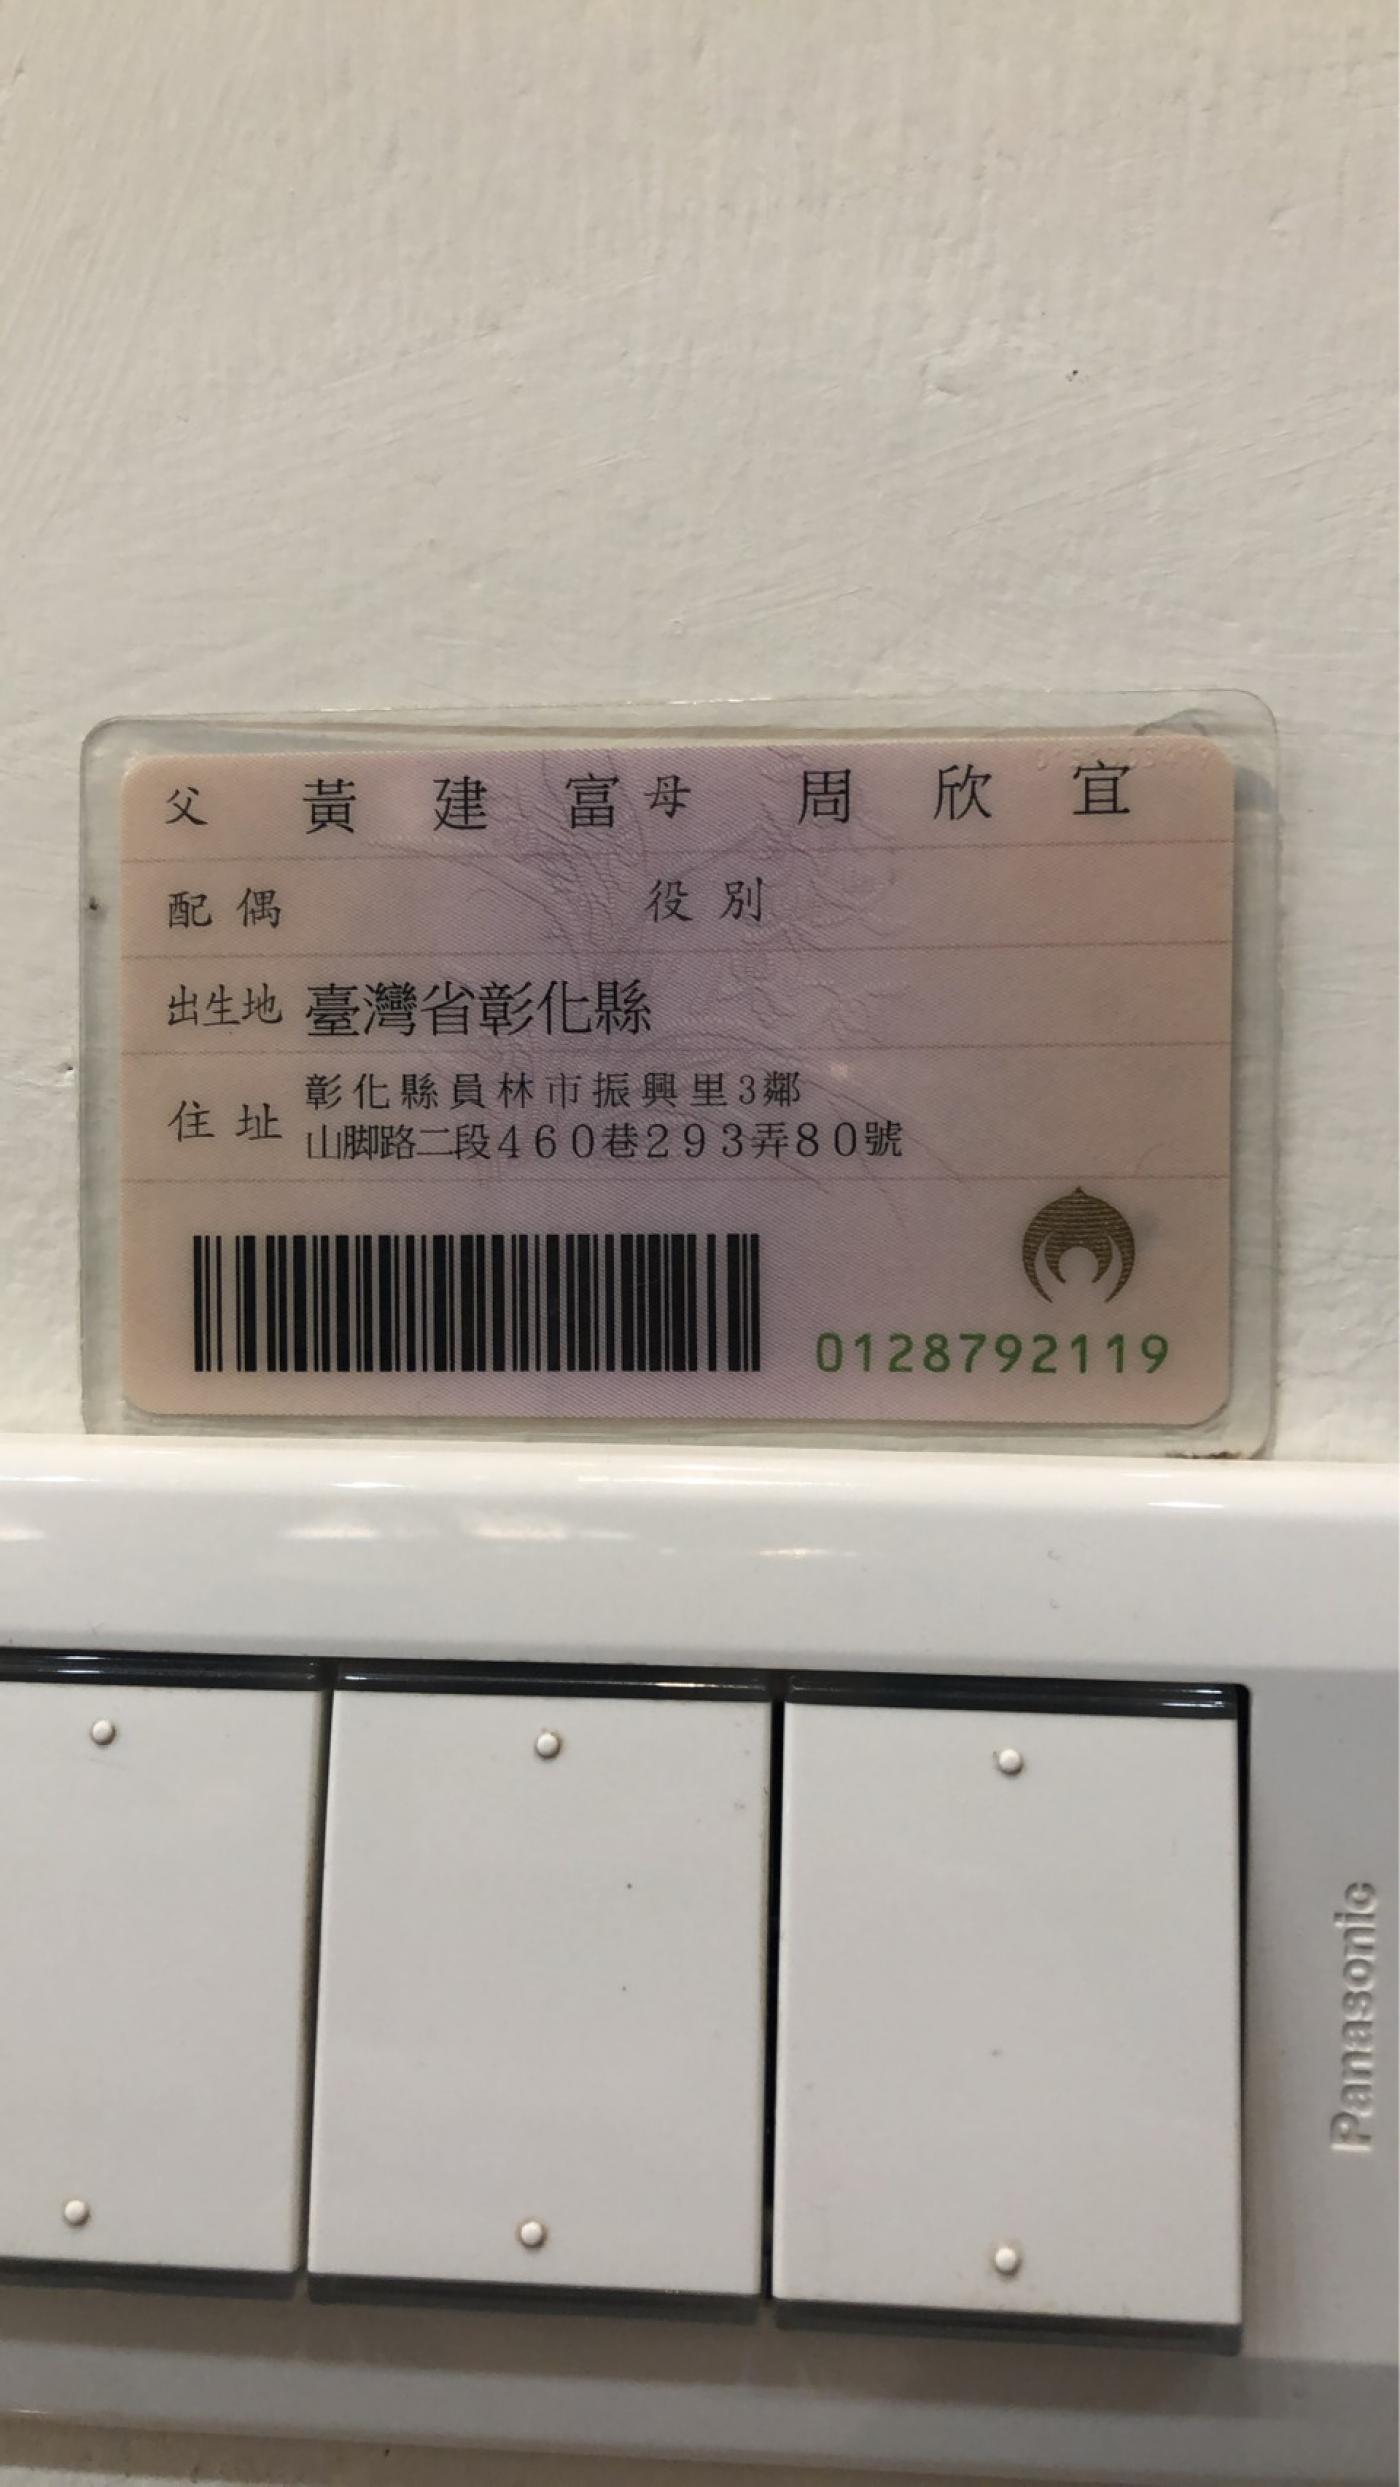 父 黃建富 母 周欣宜
配偶 役別
出生地 臺灣省彰化縣
住址 彰化縣員林市振興里3鄰
山脚路二段460巷293弄80號
0128792119
Panasonic